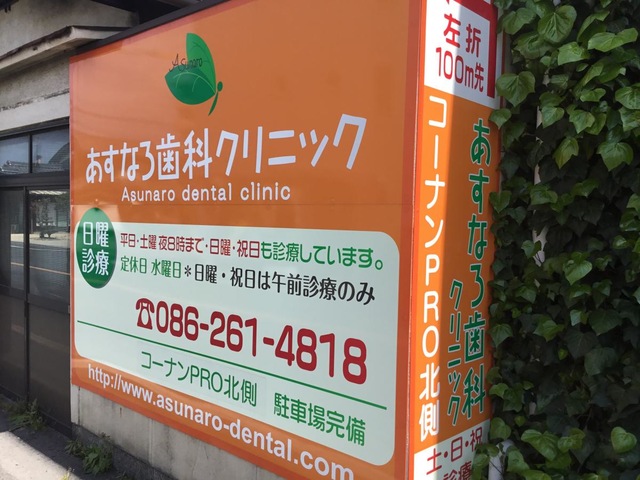 Asunaro
あすなろ歯科クリニック
Asunaro dental clinic
日曜診療
平日・土曜 夜8時まで・日曜・祝日も診療しています。
定休日 水曜日＊日曜・祝日は午前診療のみ
☎086-261-4818
コーナンPRO北側 駐車場完備
http://www.asunaro-dental.com
左折
100m先
あすなろ歯科クリニック
コーナンPRO北側
土・日・祝
診療